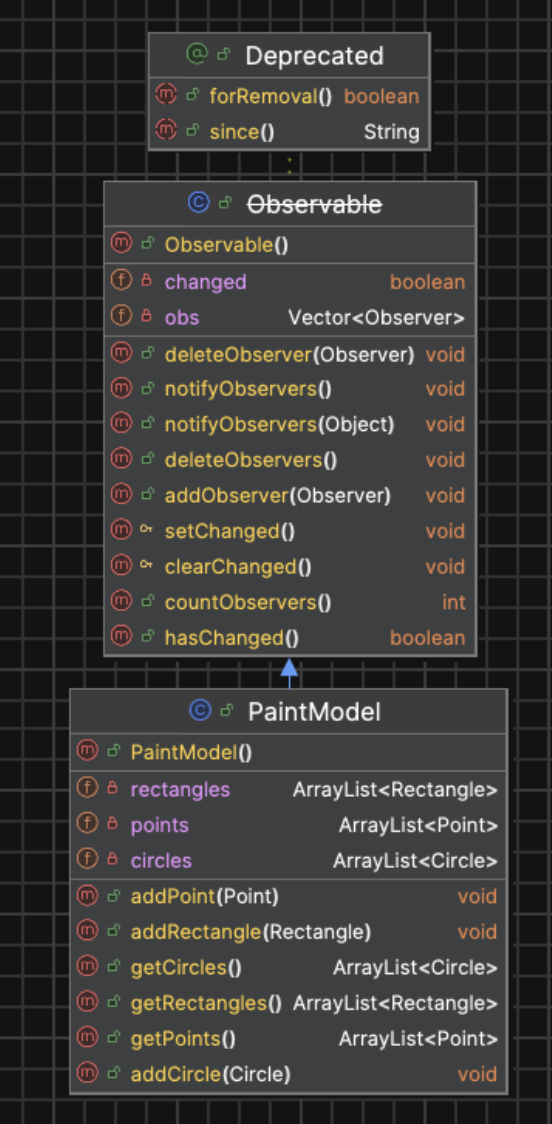 Deprecated
forRemoval() boolean
since() String
Observable
Observable()
changed boolean
obs Vector<Observer>
deleteObserver(Observer) void
notifyObservers() void
notifyObservers(Object) void
deleteObservers() void
addObserver(Observer) void
setChanged() void
clearChanged() void
countObservers() int
hasChanged() boolean
PaintModel
PaintModel()
rectangles ArrayList<Rectangle>
points ArrayList<Point>
circles ArrayList<Circle>
addPoint(Point) void
addRectangle(Rectangle) void
getCircles() ArrayList<Circle>
getRectangles() ArrayList<Rectangle>
getPoints() ArrayList<Point>
addCircle(Circle) void